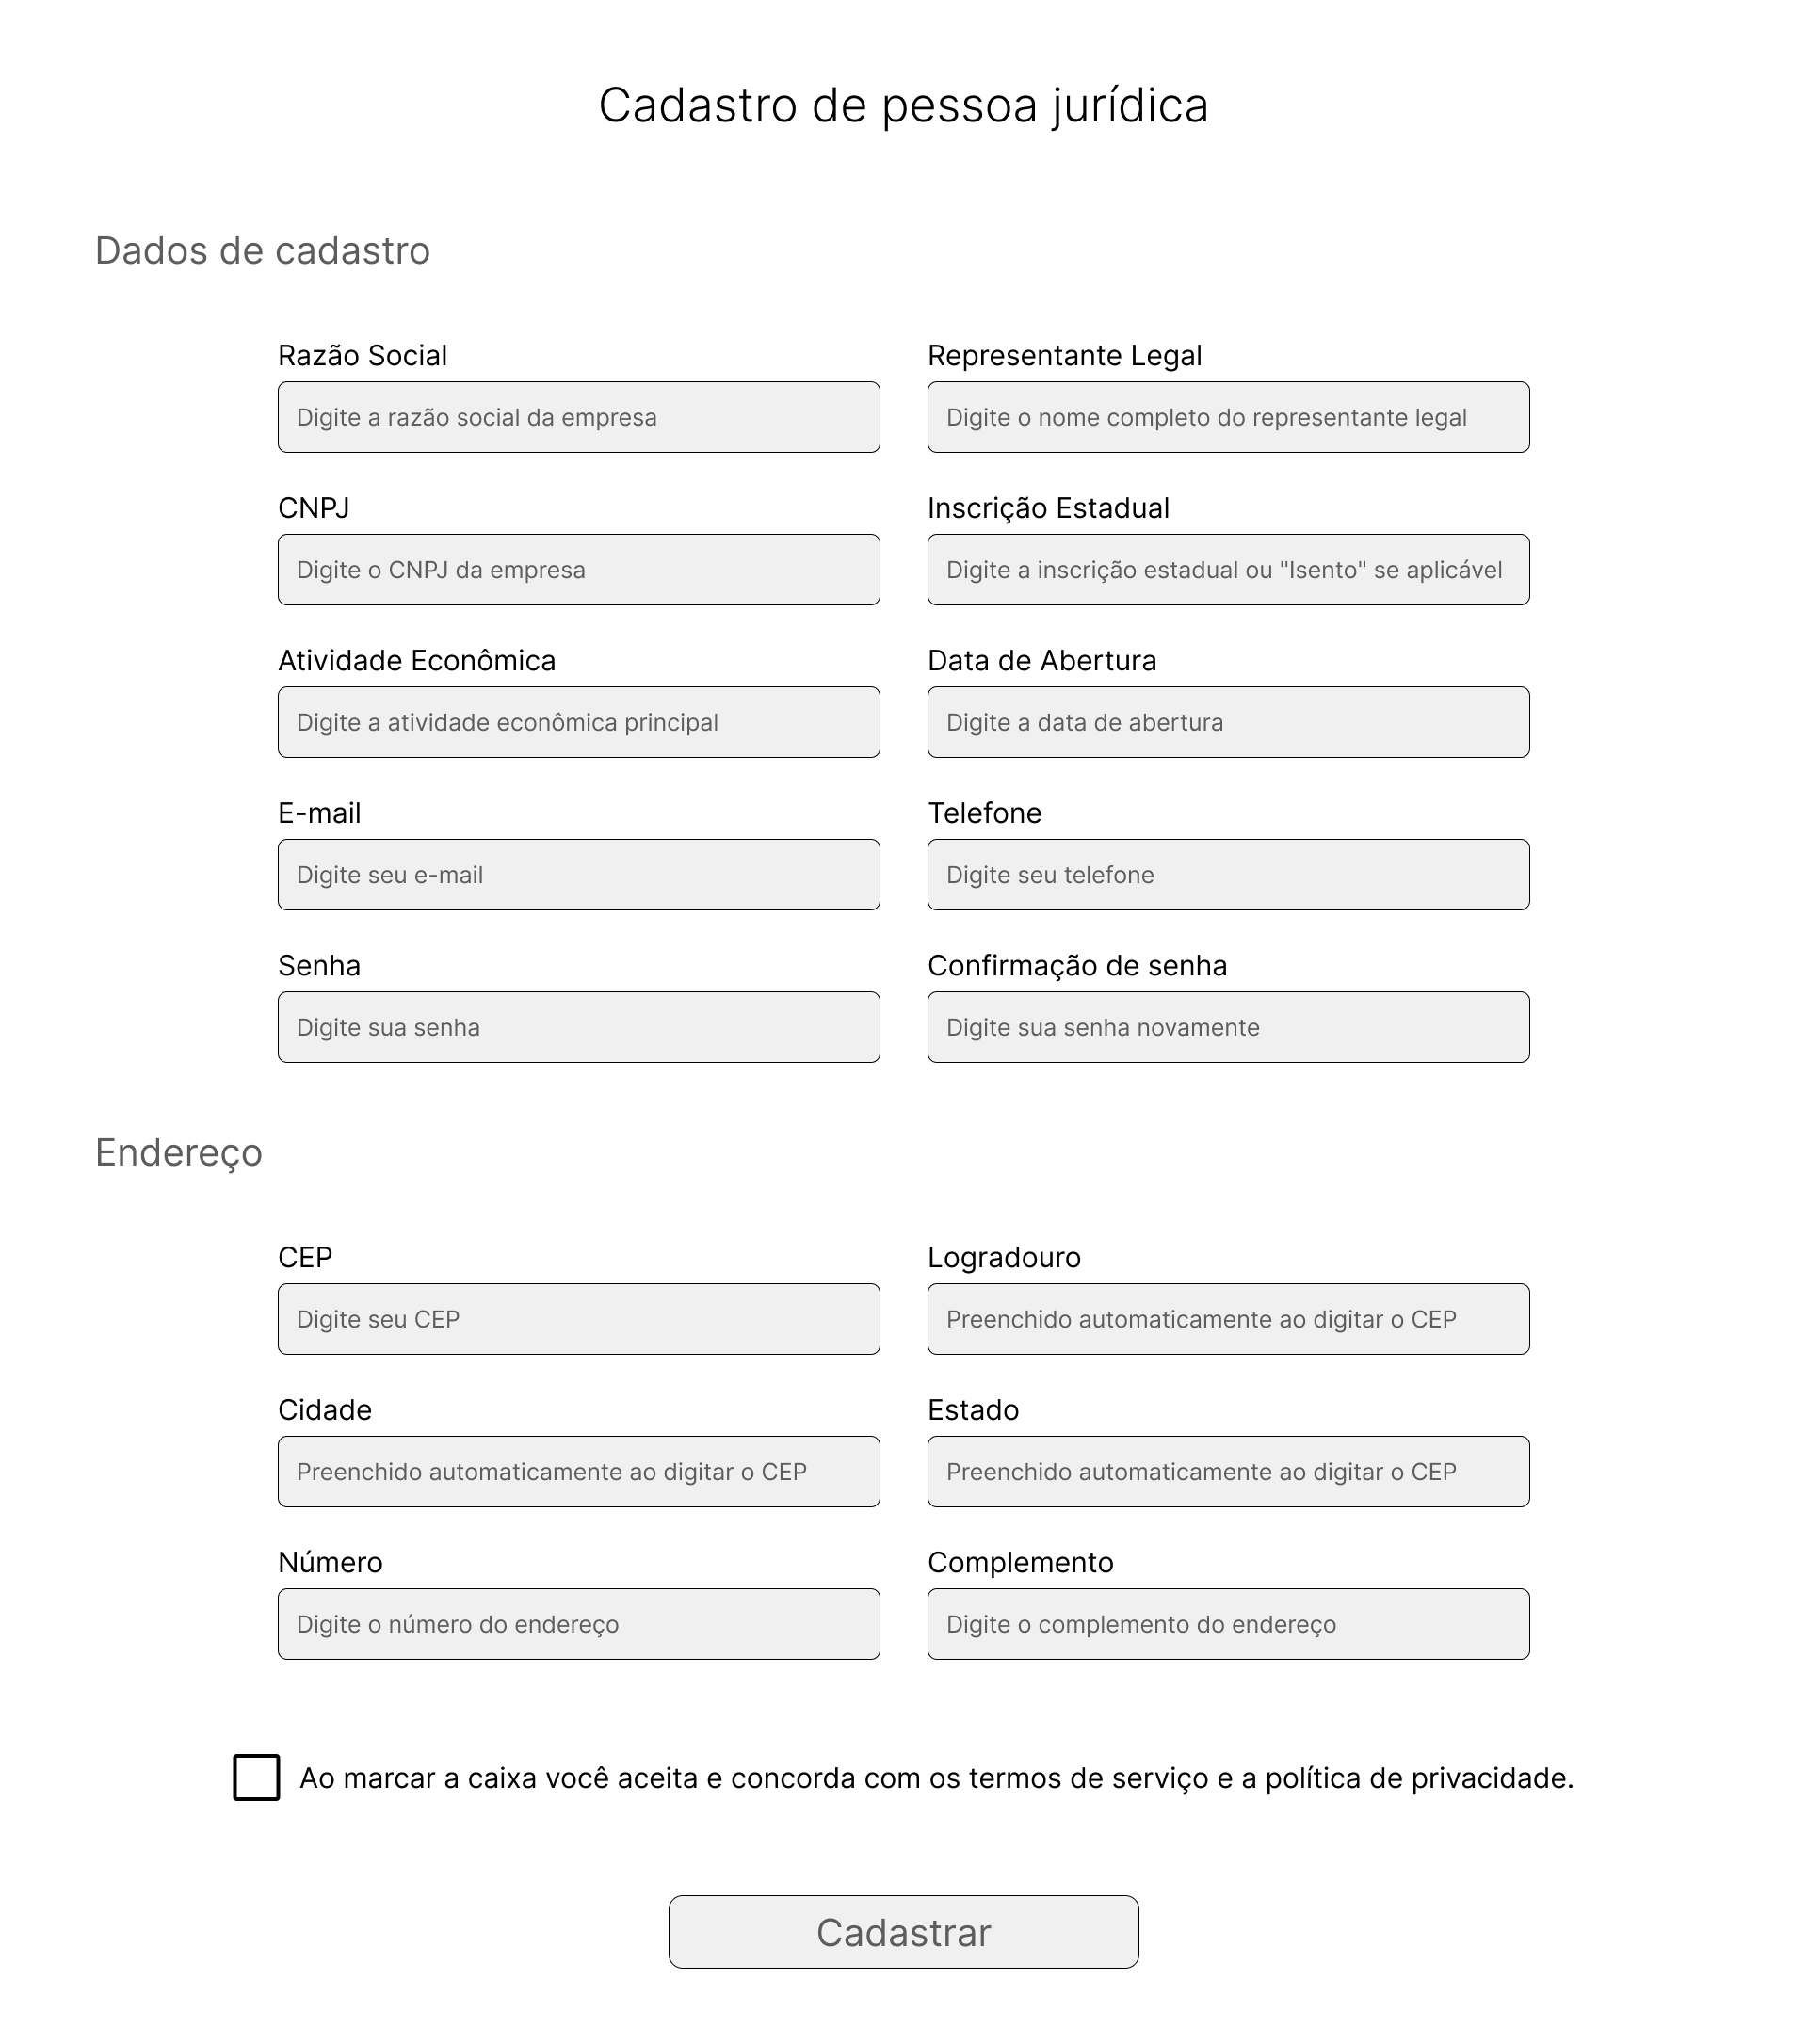 Cadastro de pessoa jurídica
Dados de cadastro
Razão Social
Digite a razão social da empresa
Representante Legal
Digite o nome completo do representante legal
CNPJ
Digite o CNPJ da empresa
Inscrição Estadual
Digite a inscrição estadual ou "Isento" se aplicável
Atividade Econômica
Digite a atividade econômica principal
Data de Abertura
Digite a data de abertura
E-mail
Digite seu e-mail
Telefone
Digite seu telefone
Senha
Digite sua senha
Confirmação de senha
Digite sua senha novamente
Endereço
CEP
Digite seu CEP
Logradouro
Preenchido automaticamente ao digitar o CEP
Cidade
Preenchido automaticamente ao digitar o CEP
Estado
Preenchido automaticamente ao digitar o CEP
Número
Digite o número do endereço
Complemento
Digite o complemento do endereço
Ao marcar a caixa você aceita e concorda com os termos de serviço e a política de privacidade.
Cadastrar